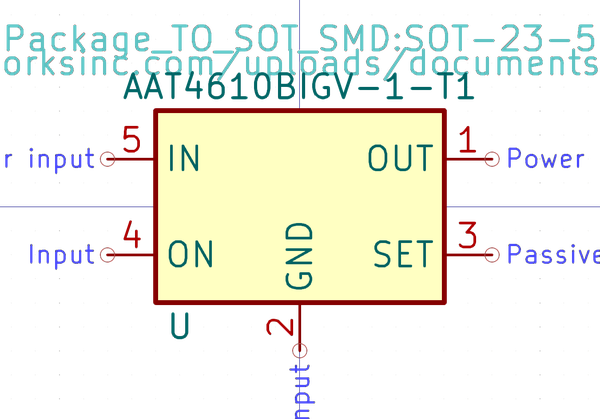 Package_TO_SOT_SMD:SOT-23-5
orksinc.com/uploads/documents
AAT4610BIGV-1-T1
5
1
r input
IN
OUT
Power
4
3
Input
ON
GND
SET
Passive
U
2
nput